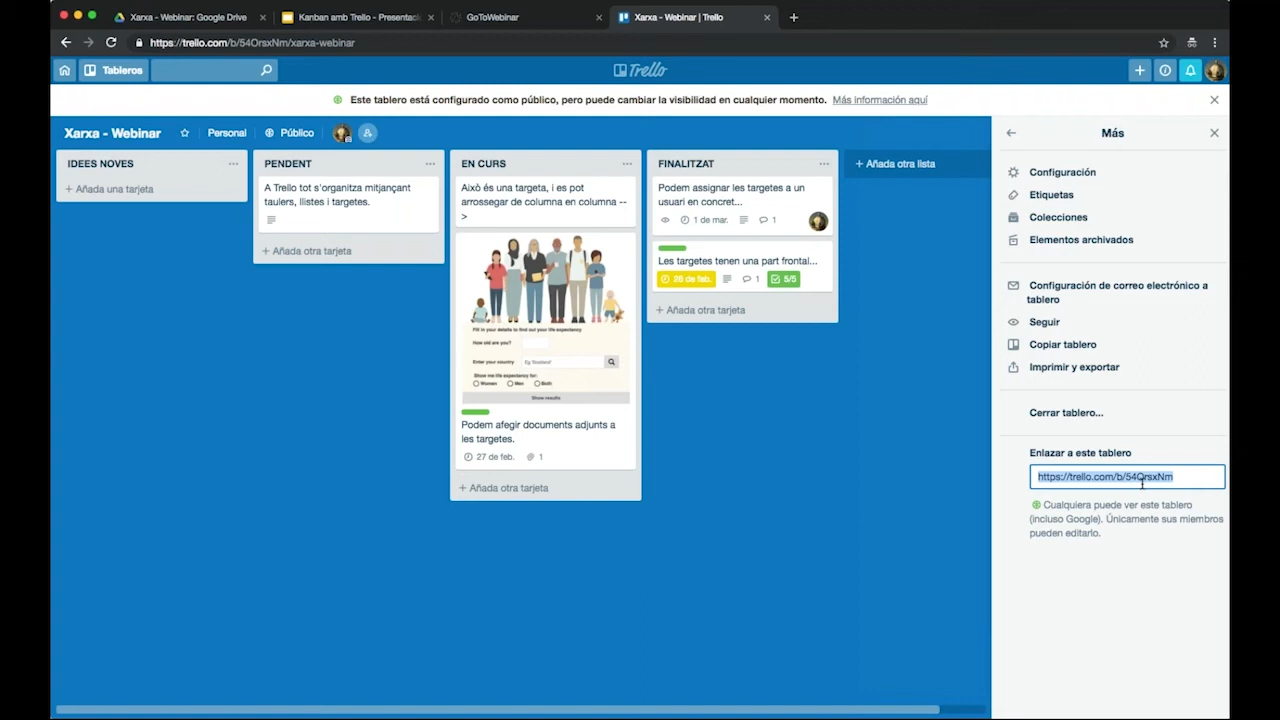 Xarxa - Webinar: Google Drive
Kanban amb Trello - Presentac
GoToWebinar
Xarxa - Webinar | Trello
https://trello.com/b/54OrsxNm/xarxa-webinar
Tableros
Trello
Este tablero está configurado como público, pero puede cambiar la visibilidad en cualquier momento. Más información aquí
Xarxa - Webinar
Personal
Público
IDEES NOVES
+ Añada una tarjeta
PENDENT
A Trello tot s'organitza mitjançant
taulers, llistes i targetes.
+ Añada otra tarjeta
EN CURS
Això és una targeta, i es pot
arrossegar de columna en columna --
>
Fill in your details to find out your life expectancy
How old are you?
Enter your country
Eg 'Scotland'
Show me life expectancy for:
Women
Men
Both
Show results
Podem afegir documents adjunts a
les targetes.
27 de feb.
1
+ Añada otra tarjeta
FINALITZAT
Podem assignar les targetes a un
usuari en concret...
1 de mar.
1
Les targetes tenen una part frontal...
26 de feb.
1
5/5
+ Añada otra tarjeta
+ Añada otra lista
Más
Configuración
Etiquetas
Colecciones
Elementos archivados
Configuración de correo electrónico a
tablero
Seguir
Copiar tablero
Imprimir y exportar
Cerrar tablero...
Enlazar a este tablero
https://trello.com/b/54OrsxNm
Cualquiera puede ver este tablero
(incluso Google). Únicamente sus miembros
pueden editarlo.